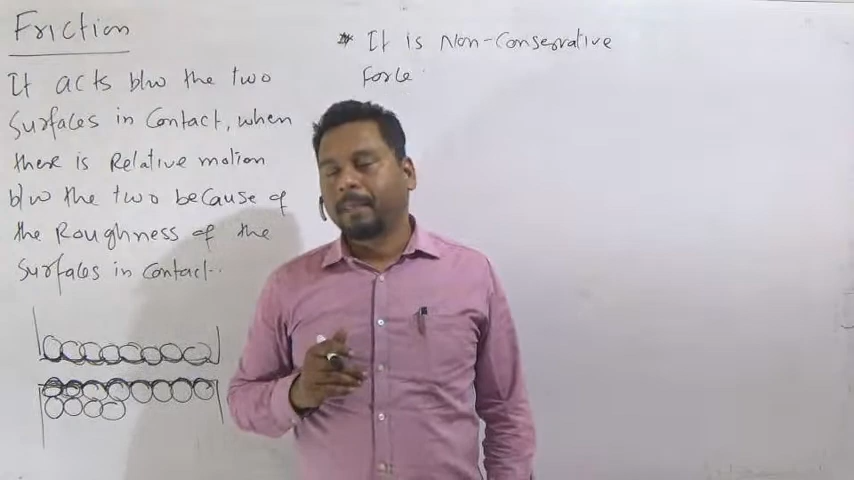 Friction
It acts b/w the two
Surfaces in Contact, when
there is Relative motion
b/w the two because of
the Roughness of the
Surfaces in Contact..
* It is Non-Conservative
Force.